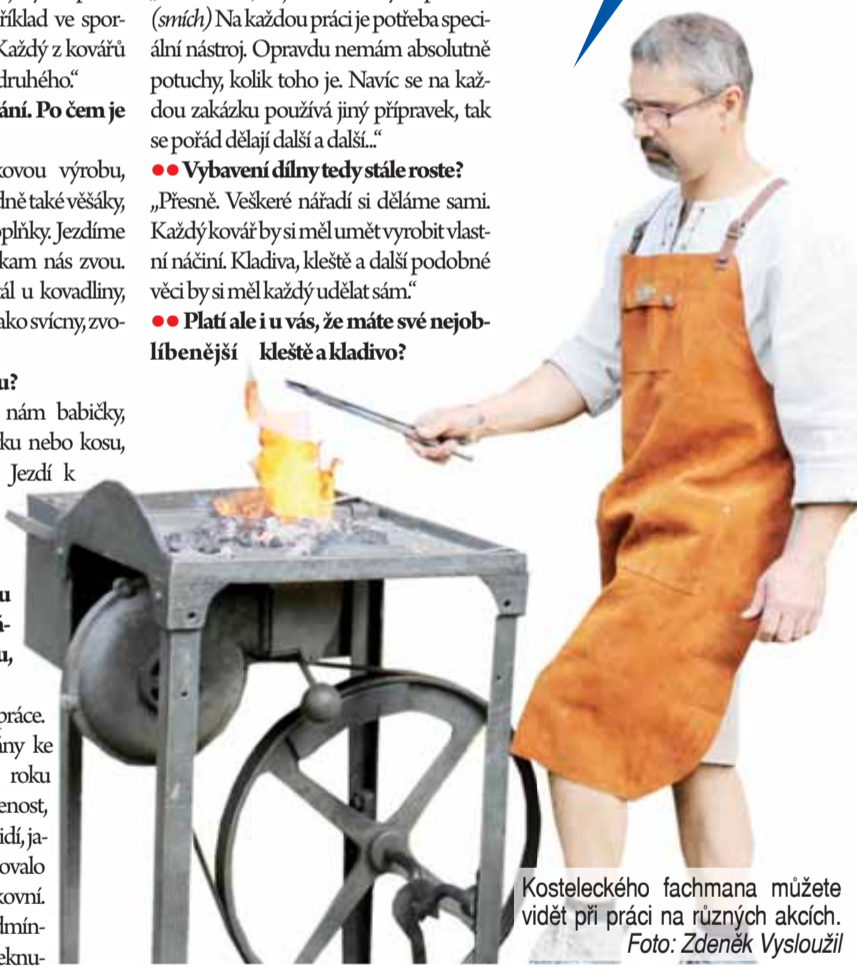 říklad ve spor-
Každý z kovářů
druhého.“
ání. Po čem je
kovou výrobu,
dně také věšáky,
oplňky. Jezdíme
kam nás zvou.
tál u kovadliny,
ako svícny, zvo-
u?
nám babičky,
rku nebo kosu,
Jezdí k
u
á-
u,
práce.
ány ke
roku
enost,
idí, ja-
ovalo
kovní.
dmín-
eknu-
(smích) Na každou práci je potřeba speci-
ální nástroj. Opravdu nemám absolutně
potuchy, kolik toho je. Navíc se na kaž-
dou zakázku používá jiný přípravek, tak
se pořád dělají další a další...“
●● Vybavení dílny tedy stále roste?
„Přesně. Veškeré nářadí si děláme sami.
Každý kovář by si měl umět vyrobit vlast-
ní náčiní. Kladiva, kleště a další podobné
věci by si měl každý udělat sám.“
●● Platí ale i u vás, že máte své nejob-
líbenější kleště a kladivo?
Kosteleckého fachmana můžete
vidět při práci na různých akcích.
Foto: Zdeněk Vysloužil